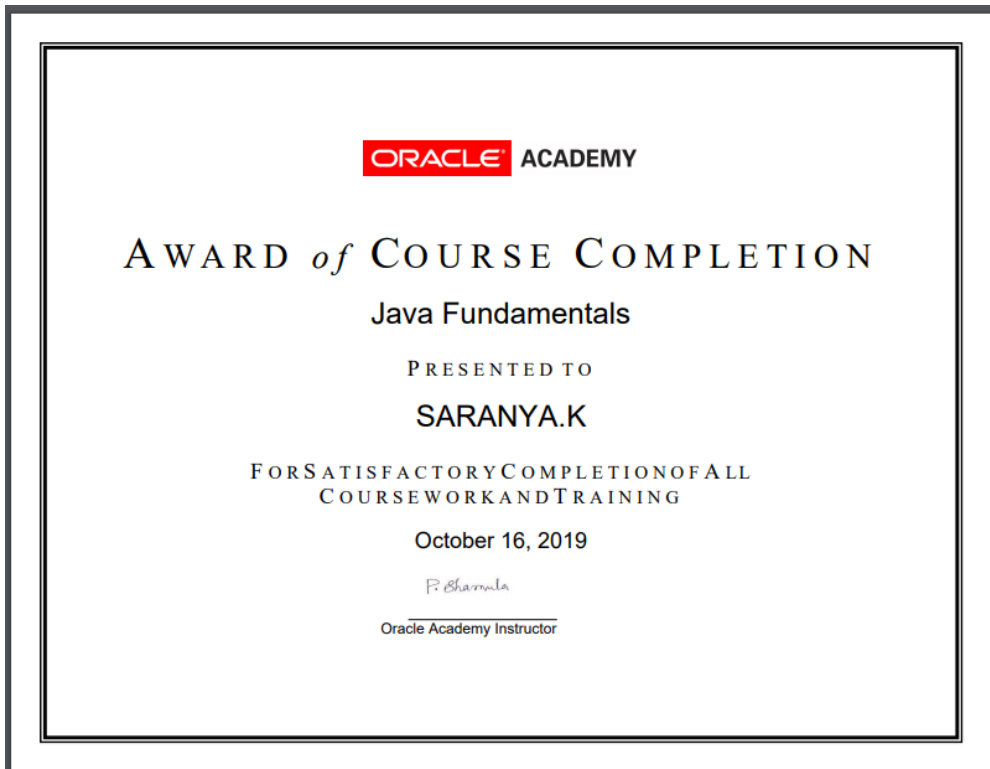 ORACLE® ACADEMY
AWARD of COURSE COMPLETION
Java Fundamentals
PRESENTED TO
SARANYA.K
FORSATISFACTORYCOMPLETIONOFALL
COURSEWORKANDTRAINING
October 16, 2019
P. Sharmila
Oracle Academy Instructor